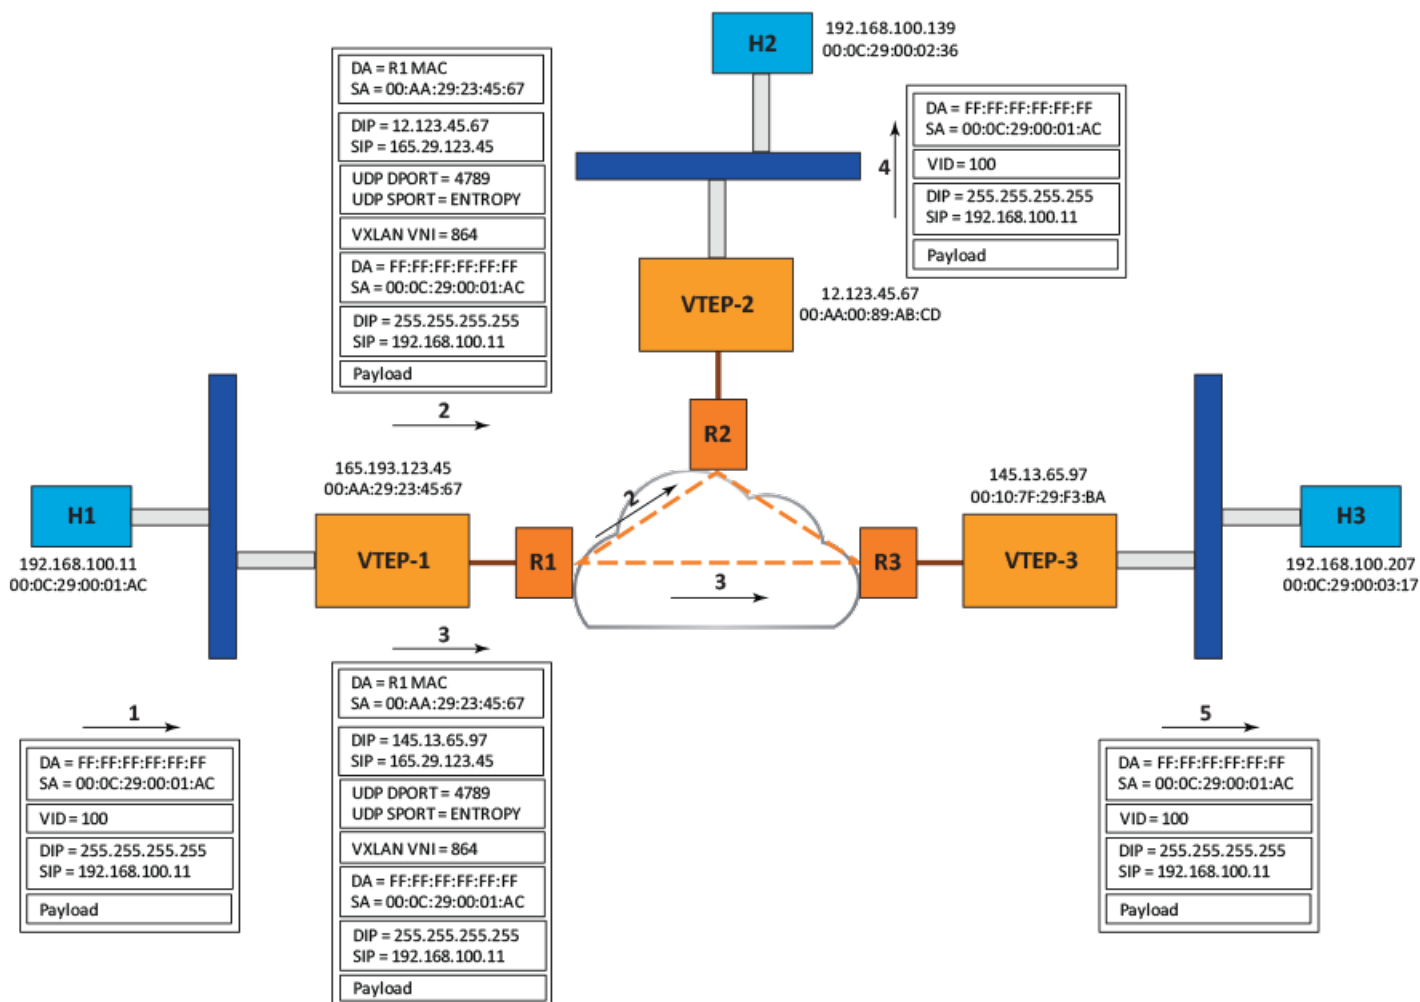 H2
192.168.100.139
00:0C:29:00:02:36
DA = R1 MAC
SA = 00:AA:29:23:45:67
DIP = 12.123.45.67
SIP = 165.29.123.45
UDP DPORT = 4789
UDP SPORT = ENTROPY
VXLAN VNI = 864
DA = FF:FF:FF:FF:FF:FF
SA = 00:0C:29:00:01:AC
DIP = 255.255.255.255
SIP = 192.168.100.11
Payload
2
4
DA = FF:FF:FF:FF:FF:FF
SA = 00:0C:29:00:01:AC
VID = 100
DIP = 255.255.255.255
SIP = 192.168.100.11
Payload
VTEP-2
12.123.45.67
00:AA:00:89:AB:CD
R2
165.193.123.45
00:AA:29:23:45:67
145.13.65.97
00:10:7F:29:F3:BA
H1
192.168.100.11
00:0C:29:00:01:AC
VTEP-1
R1
2
3
R3
VTEP-3
H3
192.168.100.207
00:0C:29:00:03:17
1
DA = FF:FF:FF:FF:FF:FF
SA = 00:0C:29:00:01:AC
VID = 100
DIP = 255.255.255.255
SIP = 192.168.100.11
Payload
3
DA = R1 MAC
SA = 00:AA:29:23:45:67
DIP = 145.13.65.97
SIP = 165.29.123.45
UDP DPORT = 4789
UDP SPORT = ENTROPY
VXLAN VNI = 864
DA = FF:FF:FF:FF:FF:FF
SA = 00:0C:29:00:01:AC
DIP = 255.255.255.255
SIP = 192.168.100.11
Payload
5
DA = FF:FF:FF:FF:FF:FF
SA = 00:0C:29:00:01:AC
VID = 100
DIP = 255.255.255.255
SIP = 192.168.100.11
Payload